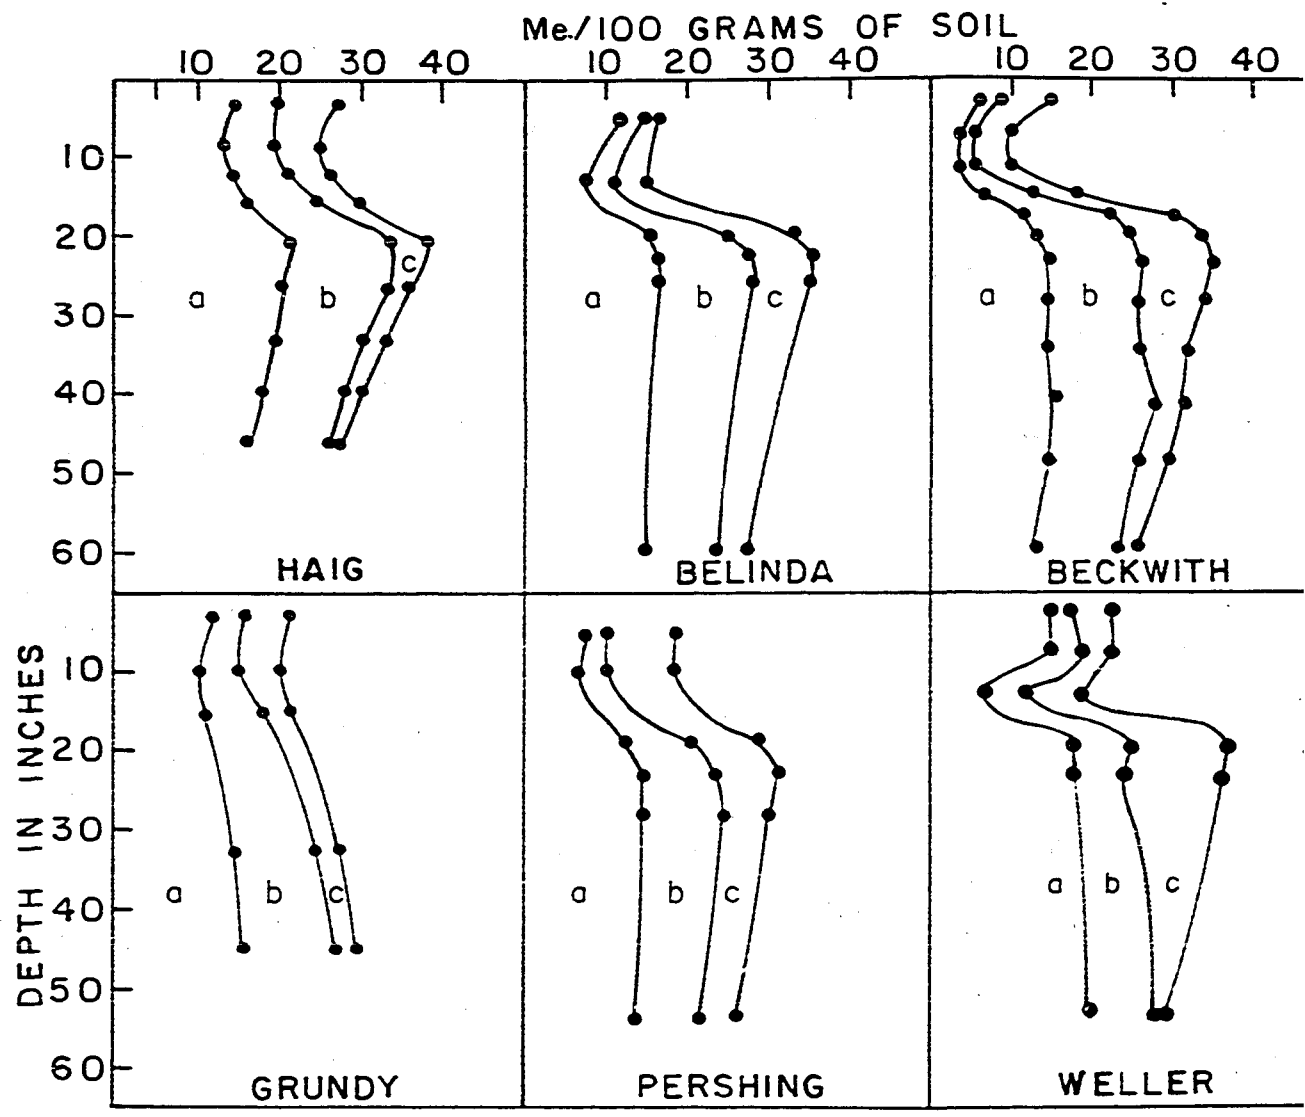 Me./100 GRAMS OF SOIL
10 20 30 40 10 20 30 40 10 20 30 40
10
20
30
40
50
60
a b c
a b c
a b c
HAIG
BELINDA
BECKWITH
DEPTH IN INCHES
10
20
30
40
50
60
a b c
a b c
a b c
GRUNDY
PERSHING
WELLER